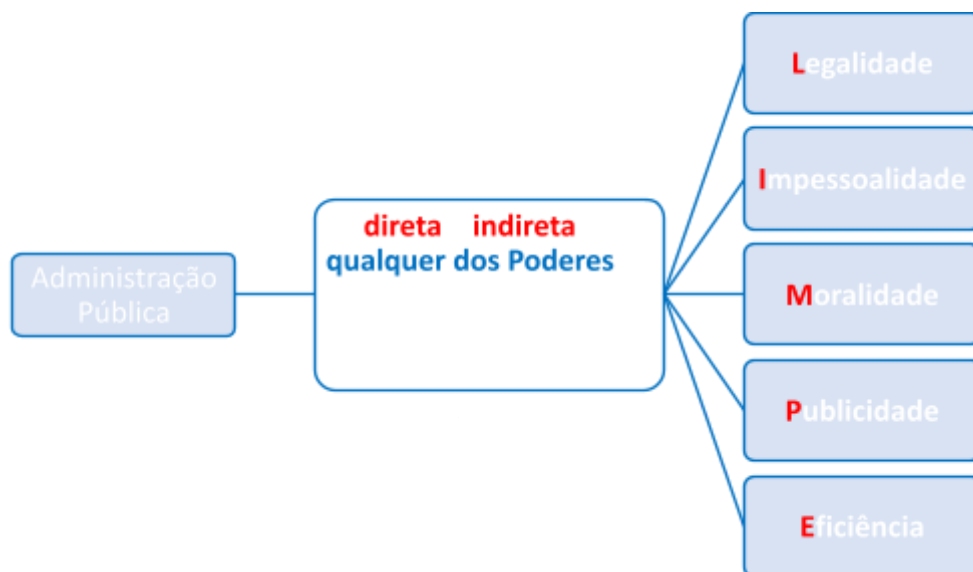 Administração
Pública
direta indireta
qualquer dos Poderes
Legalidade
Impessoalidade
Moralidade
Publicidade
Eficiência